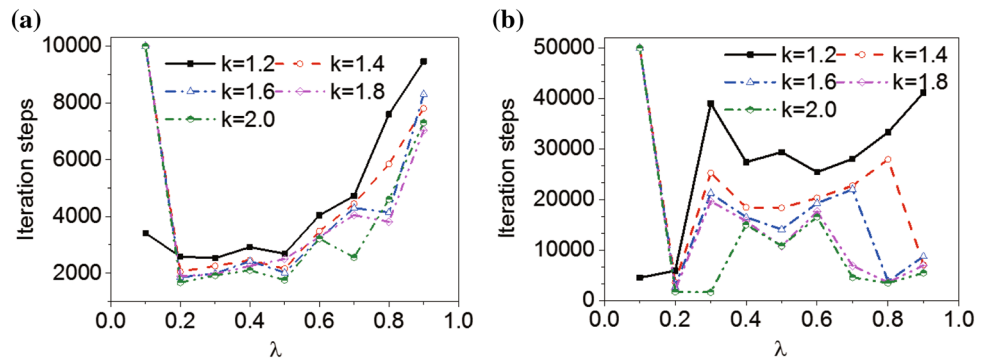 (a)
10000
8000
6000
4000
2000
Iteration steps
k=1.2 k=1.4
k=1.6 k=1.8
k=2.0
0.0 0.2 0.4 0.6 0.8 1.0
λ
(b)
50000
40000
30000
20000
10000
0
Iteration steps
k=1.2 k=1.4
k=1.6 k=1.8
k=2.0
0.0 0.2 0.4 0.6 0.8 1.0
λ